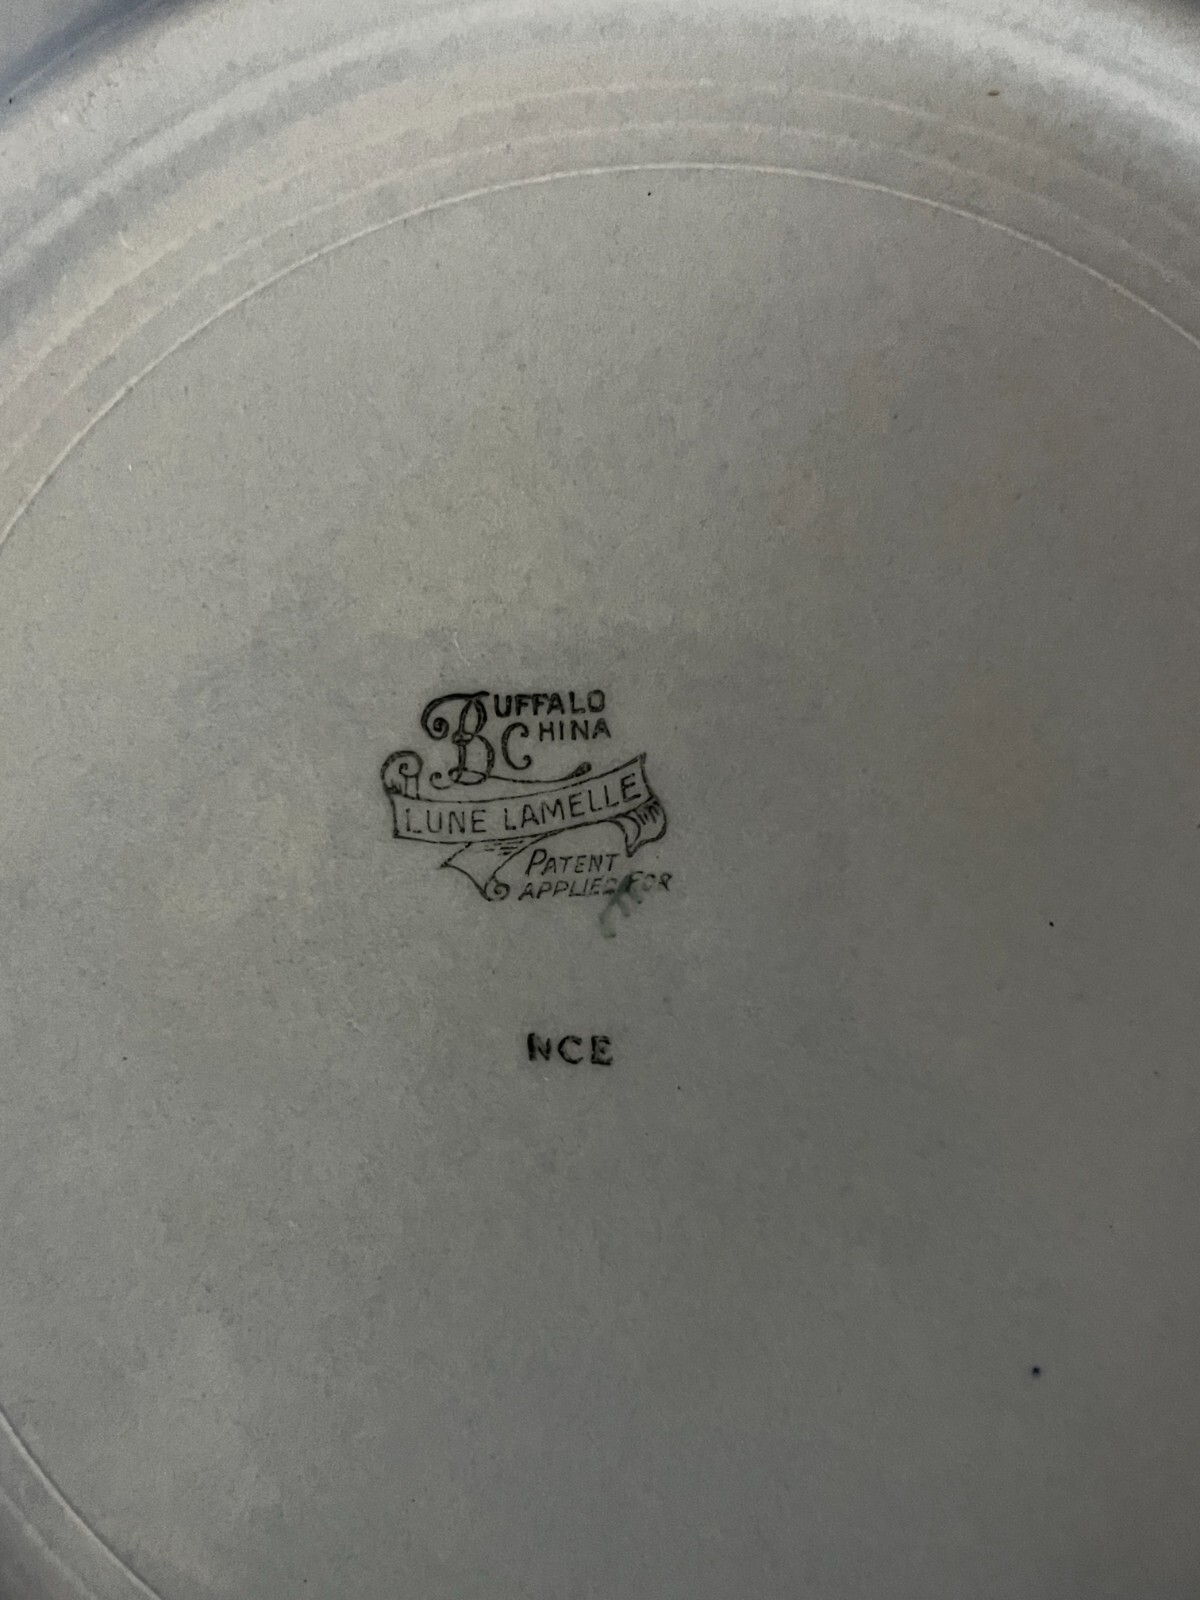 BUFFALO
CHINA
LUNE LAMELLE
PATENT
APPLIED FOR
NCE